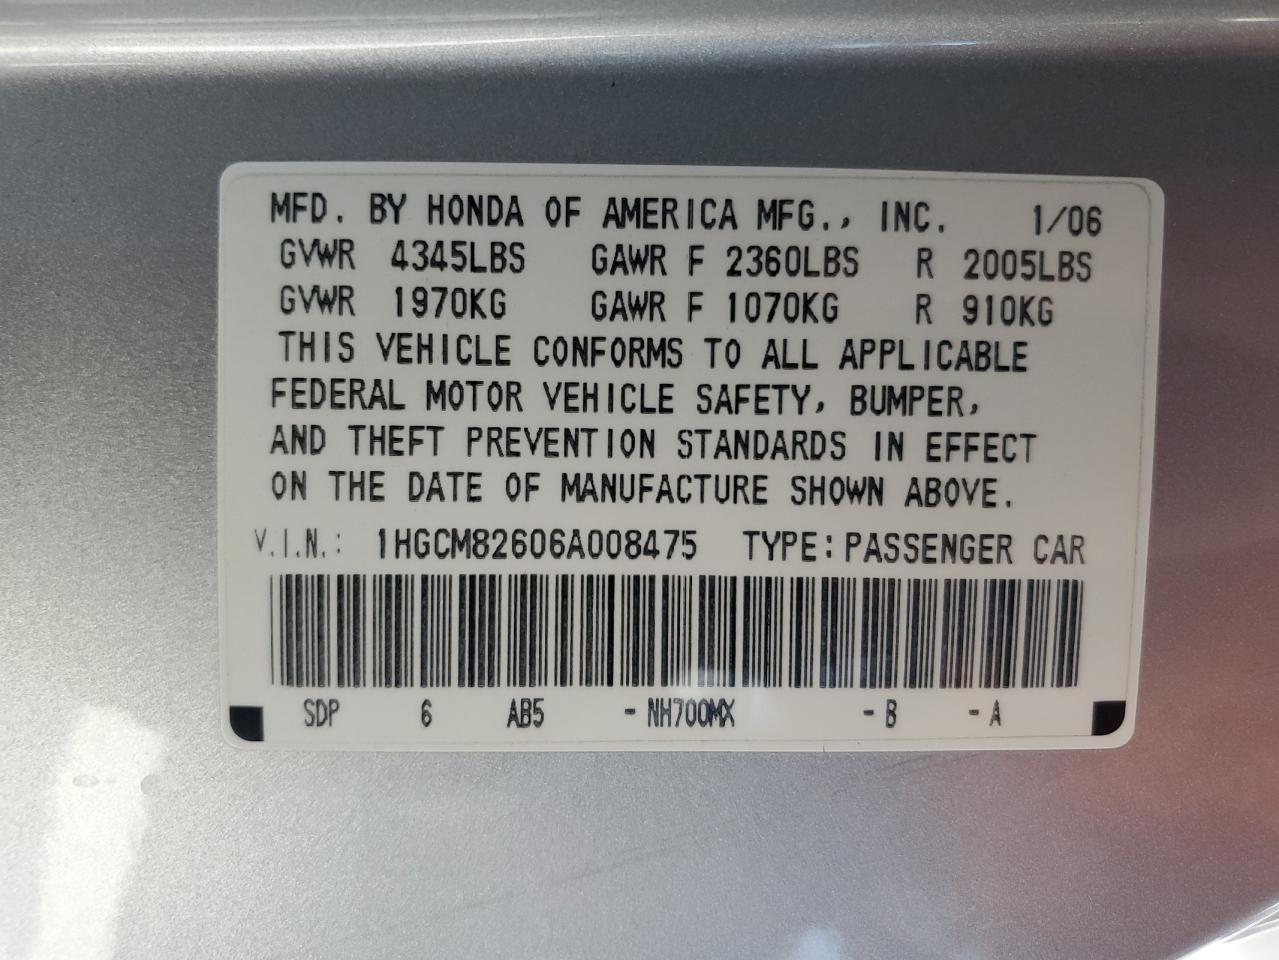 MFD. BY HONDA OF AMERICA MFG., INC. 1/06
GVWR 4345LBS GAWR F 2360LBS R 2005LBS
GVWR 1970KG GAWR F 1070KG R 910KG
THIS VEHICLE CONFORMS TO ALL APPLICABLE
FEDERAL MOTOR VEHICLE SAFETY, BUMPER,
AND THEFT PREVENTION STANDARDS IN EFFECT
ON THE DATE OF MANUFACTURE SHOWN ABOVE.
V.I.N.: 1HGCM82606A008475 TYPE:PASSENGER CAR
SDP 6 AB5 -NH700MX -B -A